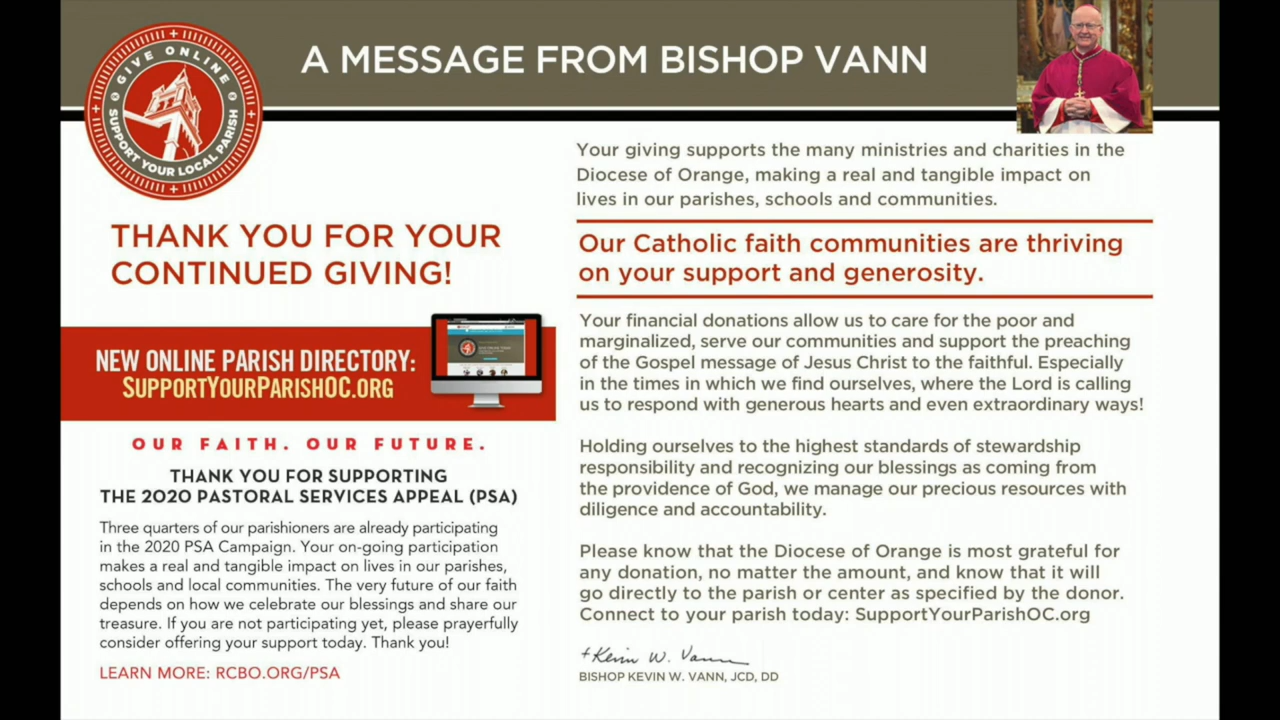 A MESSAGE FROM BISHOP VANN
GIVE ONLINE
SUPPORT YOUR LOCAL PARISH
THANK YOU FOR YOUR
CONTINUED GIVING!
NEW ONLINE PARISH DIRECTORY:
SUPPORTYOURPARISHOC.ORG
OUR FAITH. OUR FUTURE.
THANK YOU FOR SUPPORTING
THE 2020 PASTORAL SERVICES APPEAL (PSA)
Three quarters of our parishioners are already participating
in the 2020 PSA Campaign. Your on-going participation
makes a real and tangible impact on lives in our parishes,
schools and local communities. The very future of our faith
depends on how we celebrate our blessings and share our
treasure. If you are not participating yet, please prayerfully
consider offering your support today. Thank you!
LEARN MORE: RCBO.ORG/PSA
Your giving supports the many ministries and charities in the
Diocese of Orange, making a real and tangible impact on
lives in our parishes, schools and communities.
Our Catholic faith communities are thriving
on your support and generosity.
Your financial donations allow us to care for the poor and
marginalized, serve our communities and support the preaching
of the Gospel message of Jesus Christ to the faithful. Especially
in the times in which we find ourselves, where the Lord is calling
us to respond with generous hearts and even extraordinary ways!
Holding ourselves to the highest standards of stewardship
responsibility and recognizing our blessings as coming from
the providence of God, we manage our precious resources with
diligence and accountability.
Please know that the Diocese of Orange is most grateful for
any donation, no matter the amount, and know that it will
go directly to the parish or center as specified by the donor.
Connect to your parish today: SupportYourParishOC.org
+Kevin W. Vann
BISHOP KEVIN W. VANN, JCD, DD